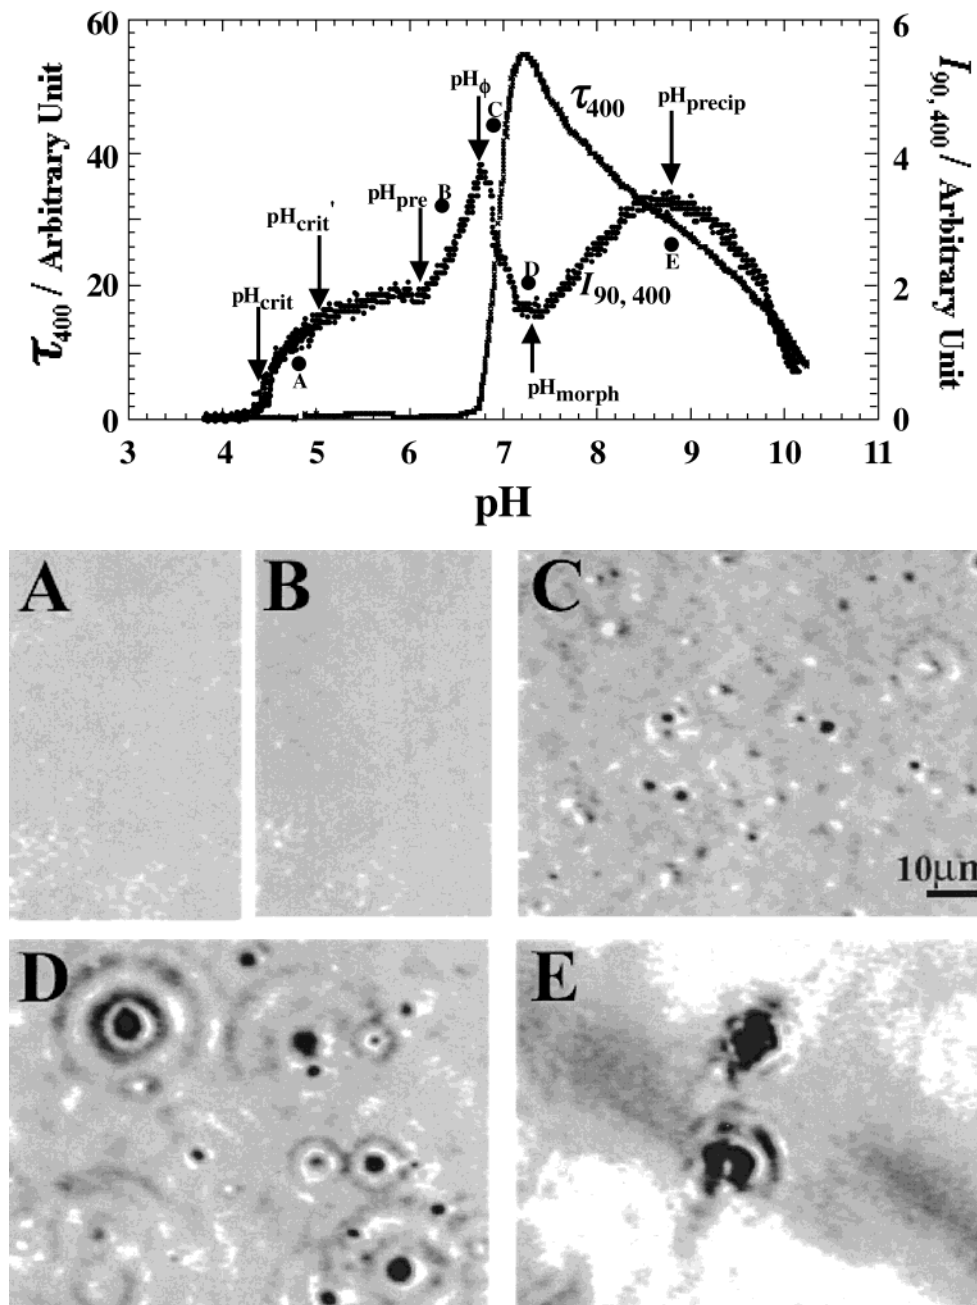 60
40
20
0
τ400 / Arbitrary Unit
6
4
2
0
I90, 400 / Arbitrary Unit
pHϕ
C
τ400
pHprecip
pHpre
B
pHcrit'
E
D
I90, 400
pHcrit
A
pHmorph
3 4 5 6 7 8 9 10 11
pH
A
B
C
10μm
D
E